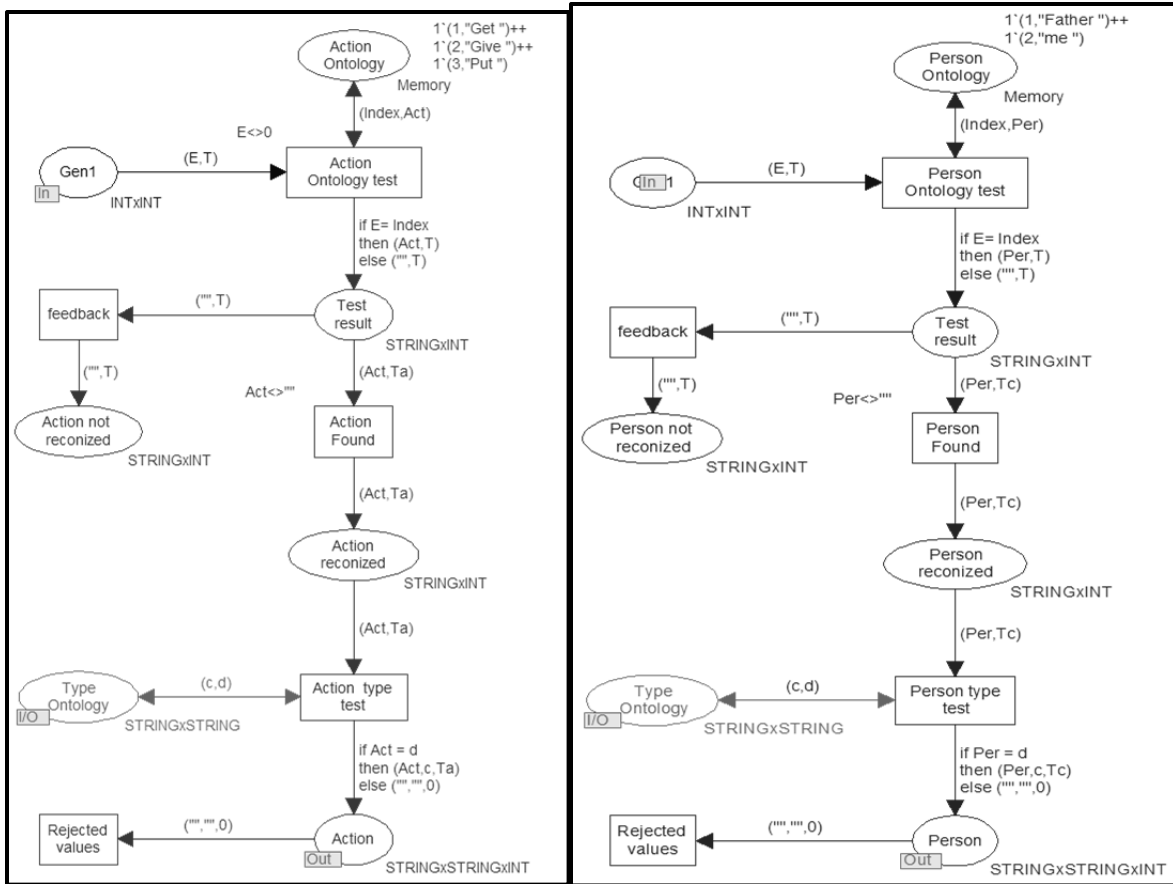 1`(1,"Get ")++
1`(2,"Give ")++
1`(3,"Put ")
Action
Ontology
Memory
(Index,Act)
E<>0
(E,T)
Gen1
In
INTxINT
Action
Ontology test
if E= Index
then (Act,T)
else ("",T)
feedback
("",T)
Test
result
STRINGxINT
("",T)
(Act,Ta)
Act<>""
Action not
reconized
STRINGxINT
Action
Found
(Act,Ta)
Action
reconized
STRINGxINT
(Act,Ta)
Type
Ontology
I/O
STRINGxSTRING
(c,d)
Action type
test
if Act = d
then (Act,c,Ta)
else ("","",0)
Rejected
values
("","",0)
Action
Out
STRINGxSTRINGxINT
1`(1,"Father ")++
1`(2,"me ")
Person
Ontology
Memory
(Index,Per)
(E,T)
In
INTxINT
Person
Ontology test
if E= Index
then (Per,T)
else ("",T)
feedback
("",T)
Test
result
STRINGxINT
("",T)
(Per,Tc)
Per<>""
Person not
reconized
STRINGxINT
Person
Found
(Per,Tc)
Person
reconized
STRINGxINT
(Per,Tc)
Type
Ontology
I/O
STRINGxSTRING
(c,d)
Person type
test
if Per = d
then (Per,c,Tc)
else ("","",0)
Rejected
values
("","",0)
Person
Out
STRINGxSTRINGxINT